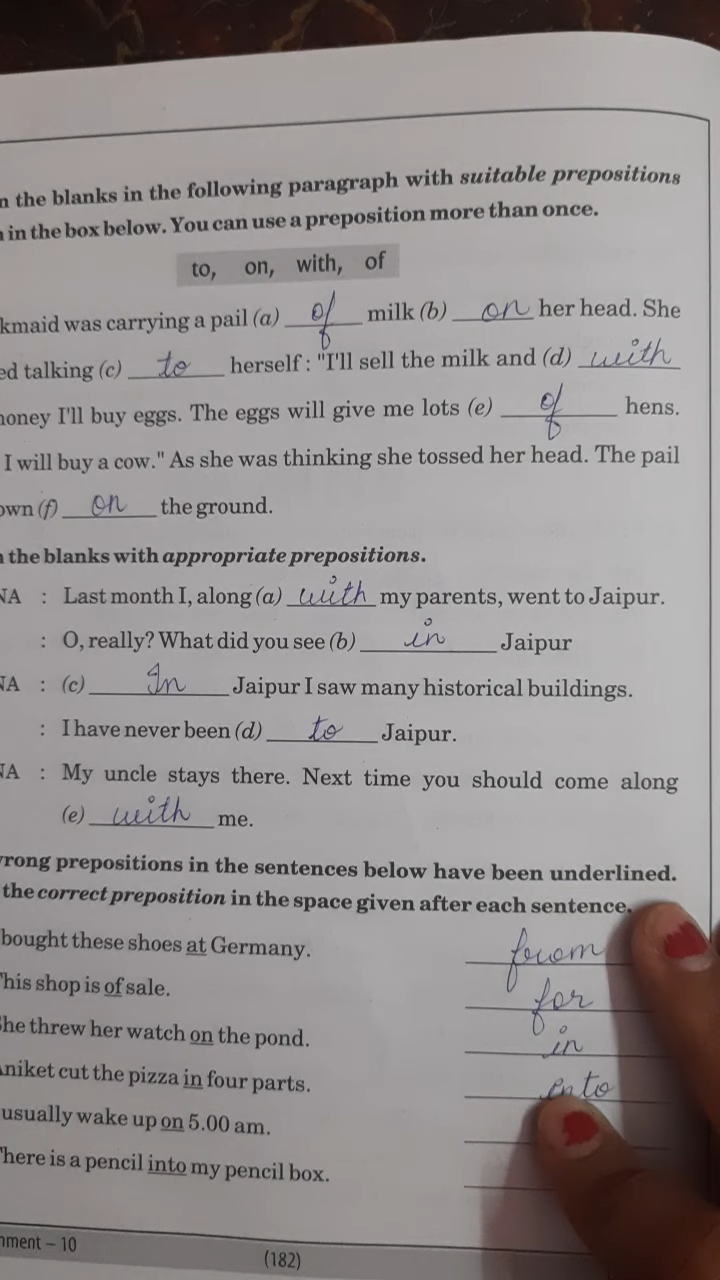 n the blanks in the following paragraph with suitable prepositions
in the box below. You can use a preposition more than once.
to, on, with, of
kmaid was carrying a pail (a) of milk (b) on her head. She
ed talking (c) to herself : "I'll sell the milk and (d) with
oney I'll buy eggs. The eggs will give me lots (e) of hens.
I will buy a cow." As she was thinking she tossed her head. The pail
own (f) on the ground.
the blanks with appropriate prepositions.
NA : Last month I, along (a) with my parents, went to Jaipur.
: O, really? What did you see (b) in Jaipur
NA : (c) In Jaipur I saw many historical buildings.
: I have never been (d) to Jaipur.
NA : My uncle stays there. Next time you should come along
(e) with me.
rong prepositions in the sentences below have been underlined.
the correct preposition in the space given after each sentence.
bought these shoes at Germany. from
his shop is of sale. for
he threw her watch on the pond. in
niket cut the pizza in four parts. into
usually wake up on 5.00 am.
here is a pencil into my pencil box.
nment – 10
(182)